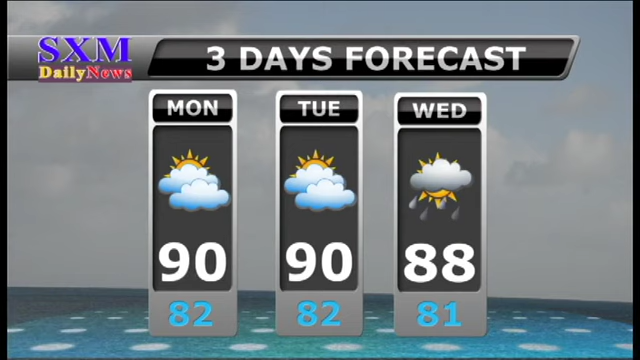 SXM
DailyNews
3 DAYS FORECAST
MON
TUE
WED
90
90
88
82
82
81